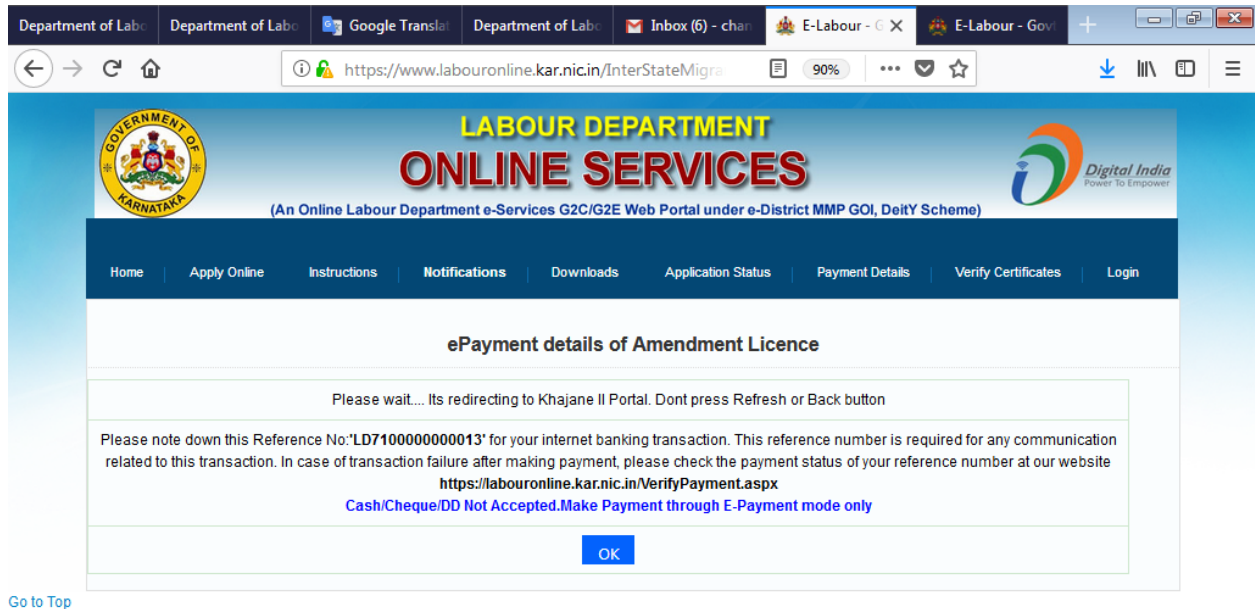 Department of Labo
Department of Labo
Google Translat
Department of Labo
Inbox (6) - chan
E-Labour - G
E-Labour - Govt
https://www.labouronline.kar.nic.in/InterStateMigra
90%
GOVERNMENT OF
KARNATAKA
LABOUR DEPARTMENT
ONLINE SERVICES
(An Online Labour Department e-Services G2C/G2E Web Portal under e-District MMP GOI, DeitY Scheme)
Digital India
Power To Empower
Home
Apply Online
Instructions
Notifications
Downloads
Application Status
Payment Details
Verify Certificates
Login
ePayment details of Amendment Licence
Please wait.... Its redirecting to Khajane II Portal. Dont press Refresh or Back button
Please note down this Reference No:'LD7100000000013' for your internet banking transaction. This reference number is required for any communication
related to this transaction. In case of transaction failure after making payment, please check the payment status of your reference number at our website
https://labouronline.kar.nic.in/VerifyPayment.aspx
Cash/Cheque/DD Not Accepted.Make Payment through E-Payment mode only
OK
Go to Top